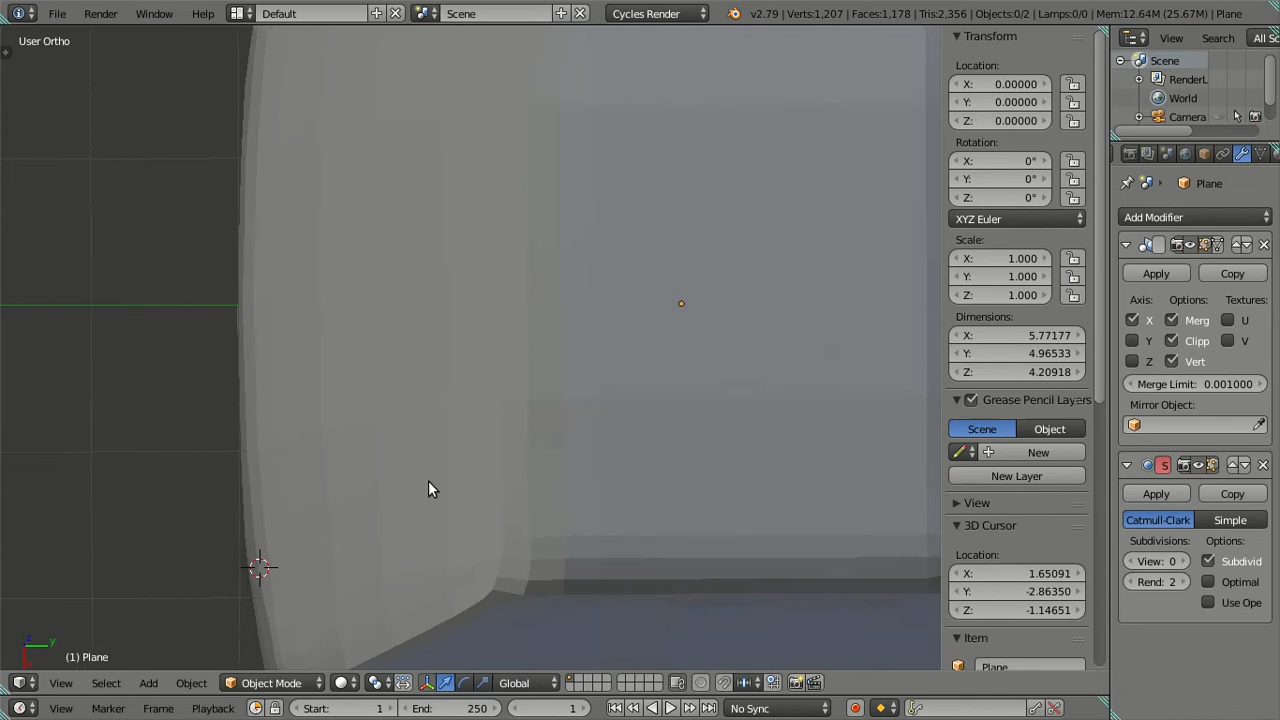 File Render Window Help Default Scene Cycles Render v2.79 | Verts:1,207 | Faces:1,178 | Tris:2,356 | Objects:0/2 | Lamps:0/0 | Mem:12.64M (25.67M) | Plane
User Ortho
Transform
Location:
X: 0.00000
Y: 0.00000
Z: 0.00000
Rotation:
X: 0°
Y: 0°
Z: 0°
XYZ Euler
Scale:
X: 1.000
Y: 1.000
Z: 1.000
Dimensions:
X: 5.77177
Y: 4.96533
Z: 4.20918
Grease Pencil Layers
Scene Object
New
New Layer
View
3D Cursor
Location:
X: 1.65091
Y: -2.86350
Z: -1.14651
Item
Plane
View Search All S
Scene
RenderL
World
Camera
Plane
Add Modifier
Apply Copy
Axis: Options: Textures:
X Merg U
Y Clipp V
Z Vert
Merge Limit: 0.001000
Mirror Object:
S
Apply Copy
Catmull-Clark Simple
Subdivisions: Options:
View: 0 Subdivid
Rend: 2 Optimal
Use Ope
z y
(1) Plane
View Select Add Object Object Mode Global
View Marker Frame Playback Start: 1 End: 250 1 No Sync